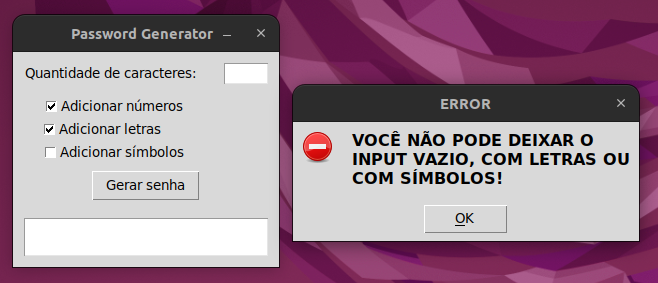 Password Generator
Quantidade de caracteres:
Adicionar números
Adicionar letras
Adicionar símbolos
Gerar senha
ERROR
VOCÊ NÃO PODE DEIXAR O
INPUT VAZIO, COM LETRAS OU
COM SÍMBOLOS!
OK